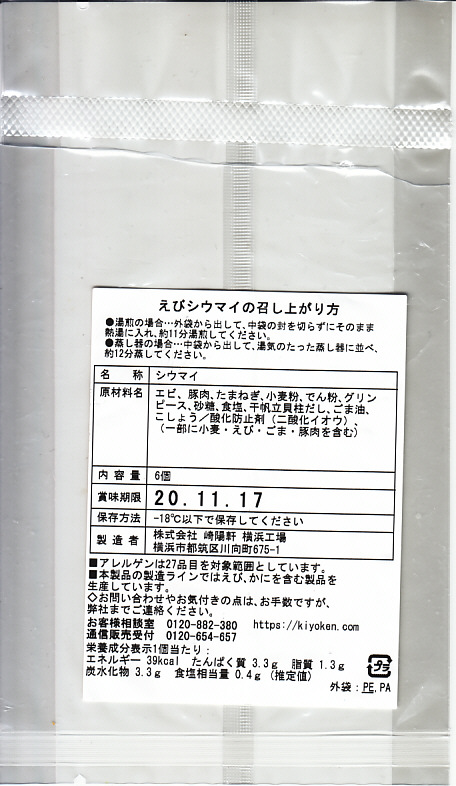 えびシウマイの召し上がり方
●湯煎の場合…外袋から出して、中袋の封を切らずにそのまま
熱湯に入れ、約11分湯煎してください。
●蒸し器の場合…中袋から出して、湯気のたった蒸し器に並べ、
約12分蒸してください。
名称 シウマイ
原材料名 エビ、豚肉、たまねぎ、小麦粉、でん粉、グリン
ピース、砂糖、食塩、干帆立貝柱だし、ごま油、
こしょう／酸化防止剤（二酸化イオウ）、
（一部に小麦・えび・ごま・豚肉を含む）
内容量 6個
賞味期限 20.11.17
保存方法 -18℃以下で保存してください
製造者 株式会社 崎陽軒 横浜工場
横浜市都筑区川向町675-1
■アレルゲンは27品目を対象範囲としています。
■本製品の製造ラインではえび、かにを含む製品を
生産しています。
◇お問い合わせやお気付きの点は、お手数ですが、
弊社までご連絡ください。
お客様相談室 0120-882-380 https://kiyoken.com
通信販売受付 0120-654-657
栄養成分表示1個当たり：
エネルギー 39kcal たんぱく質 3.3g 脂質 1.3g
炭水化物 3.3g 食塩相当量 0.4g（推定値）
プラ
外袋：PE,PA